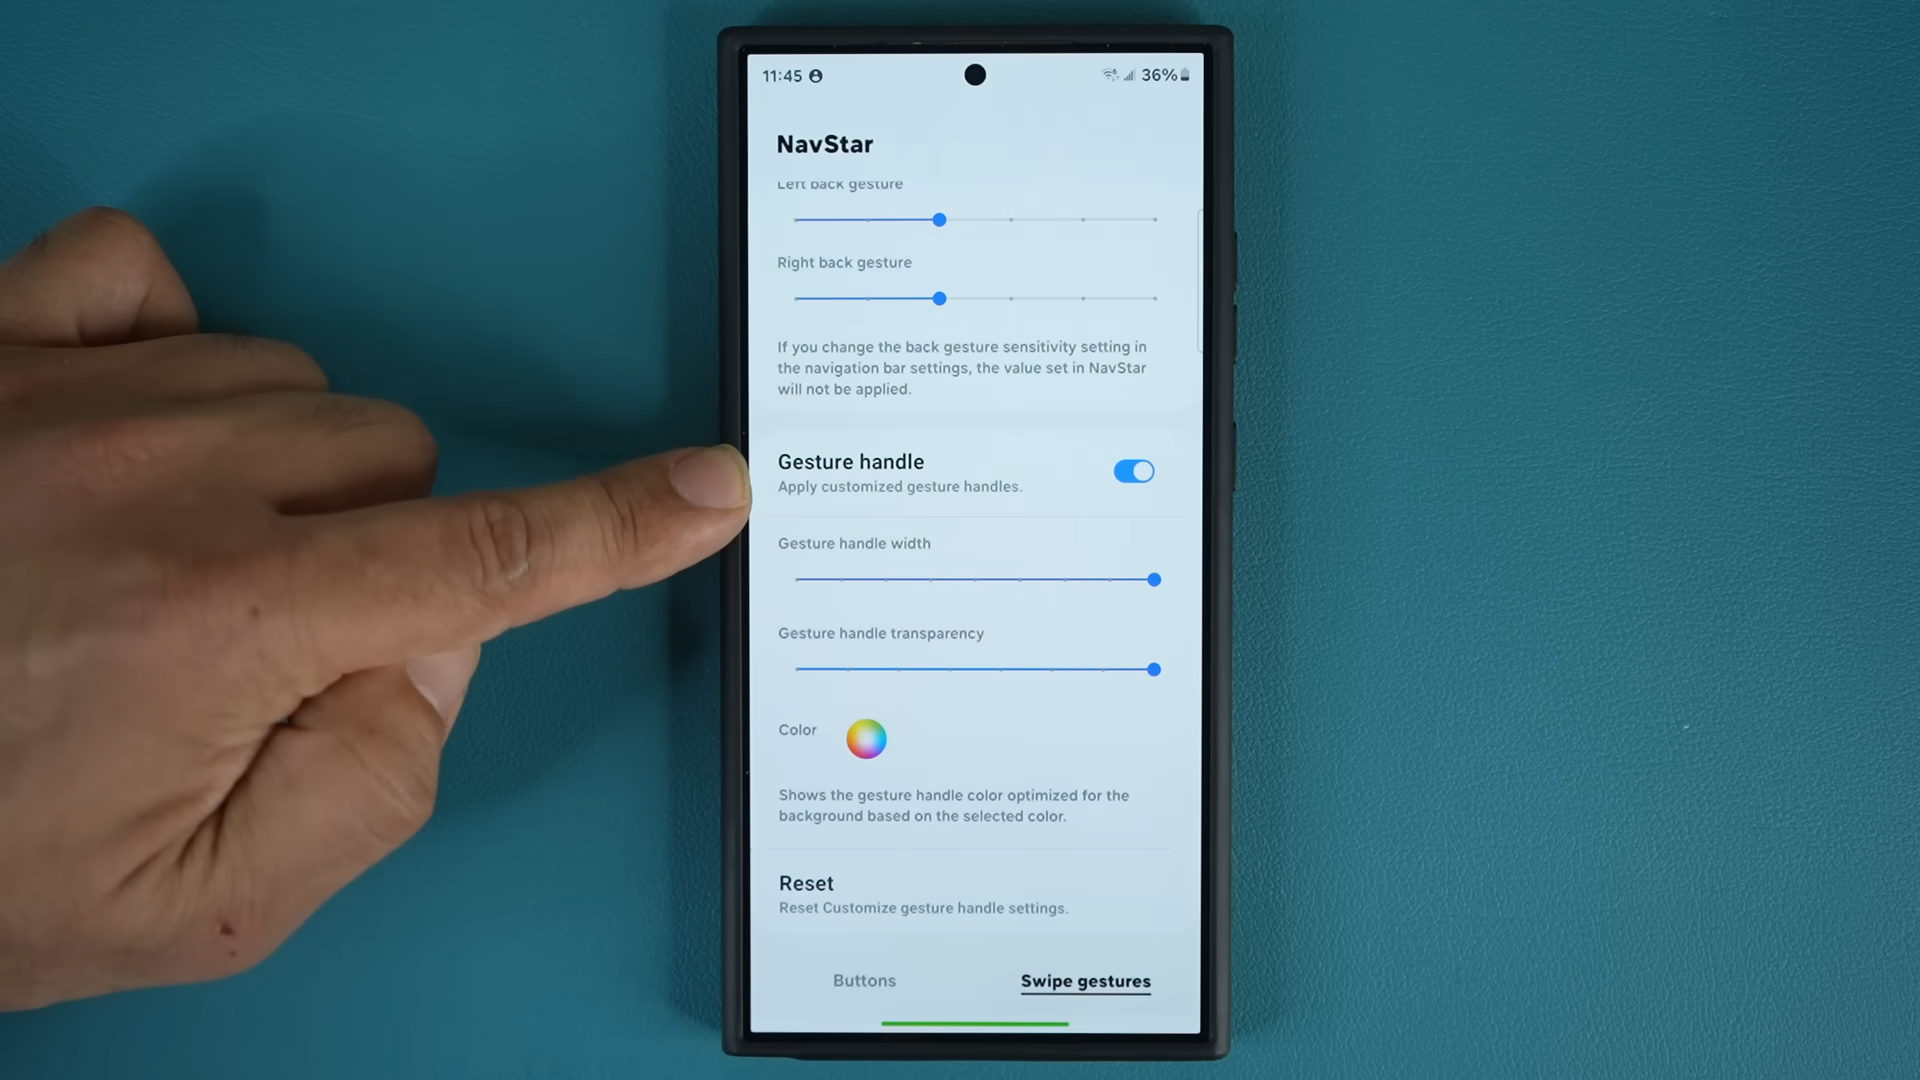 11:45
36%
NavStar
Left back gesture
Right back gesture
If you change the back gesture sensitivity setting in
the navigation bar settings, the value set in NavStar
will not be applied.
Gesture handle
Apply customized gesture handles.
Gesture handle width
Gesture handle transparency
Color
Shows the gesture handle color optimized for the
background based on the selected color.
Reset
Reset Customize gesture handle settings.
Buttons
Swipe gestures